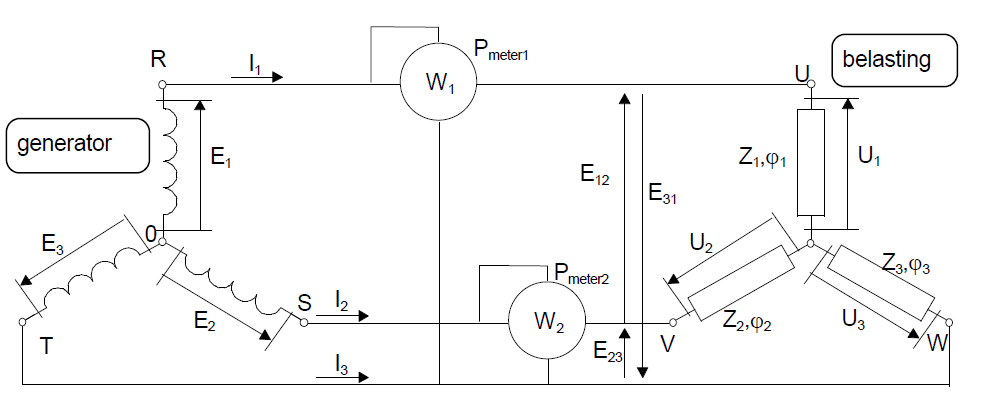 R
I₁
W₁
Pmeter1
U
belasting
generator
E₁
E₁₂
E₃₁
Z₁,φ₁
U₁
0
E₃
E₂
U₂
Z₃,φ₃
S
I₂
W₂
Pmeter2
Z₂,φ₂
U₃
T
E₂₃
V
W
I₃